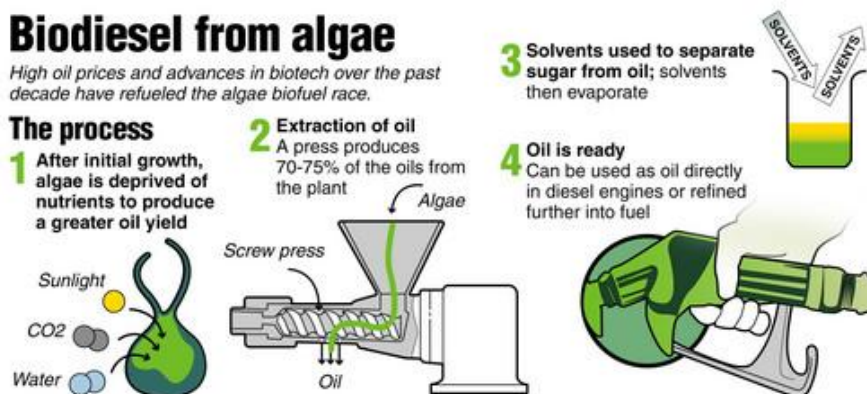 Biodiesel from algae
High oil prices and advances in biotech over the past
decade have refueled the algae biofuel race.
The process
1 After initial growth,
algae is deprived of
nutrients to produce
a greater oil yield
Sunlight
CO2
Water
2 Extraction of oil
A press produces
70-75% of the oils from
the plant
Algae
Screw press
Oil
3 Solvents used to separate
sugar from oil; solvents
then evaporate
SOLVENTS
SOLVENTS
4 Oil is ready
Can be used as oil directly
in diesel engines or refined
further into fuel